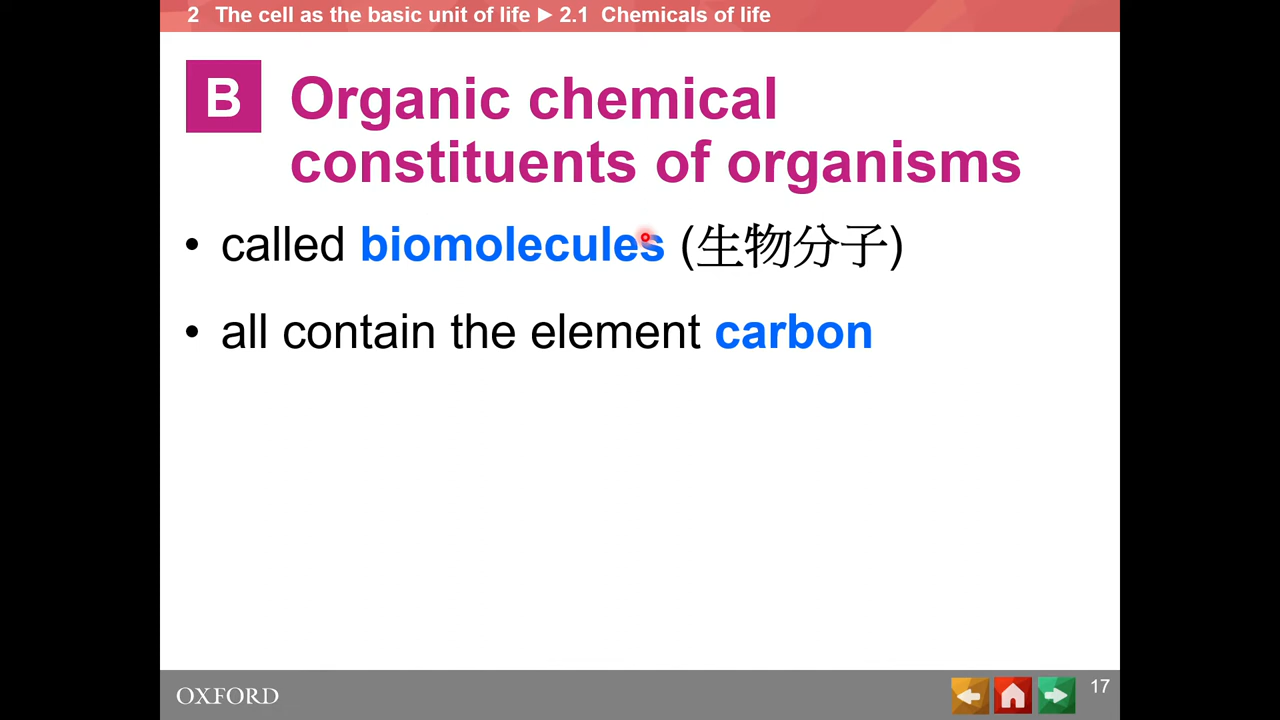 2 The cell as the basic unit of life ► 2.1 Chemicals of life
B Organic chemical
constituents of organisms
• called biomolecules (生物分子)
• all contain the element carbon
OXFORD
17